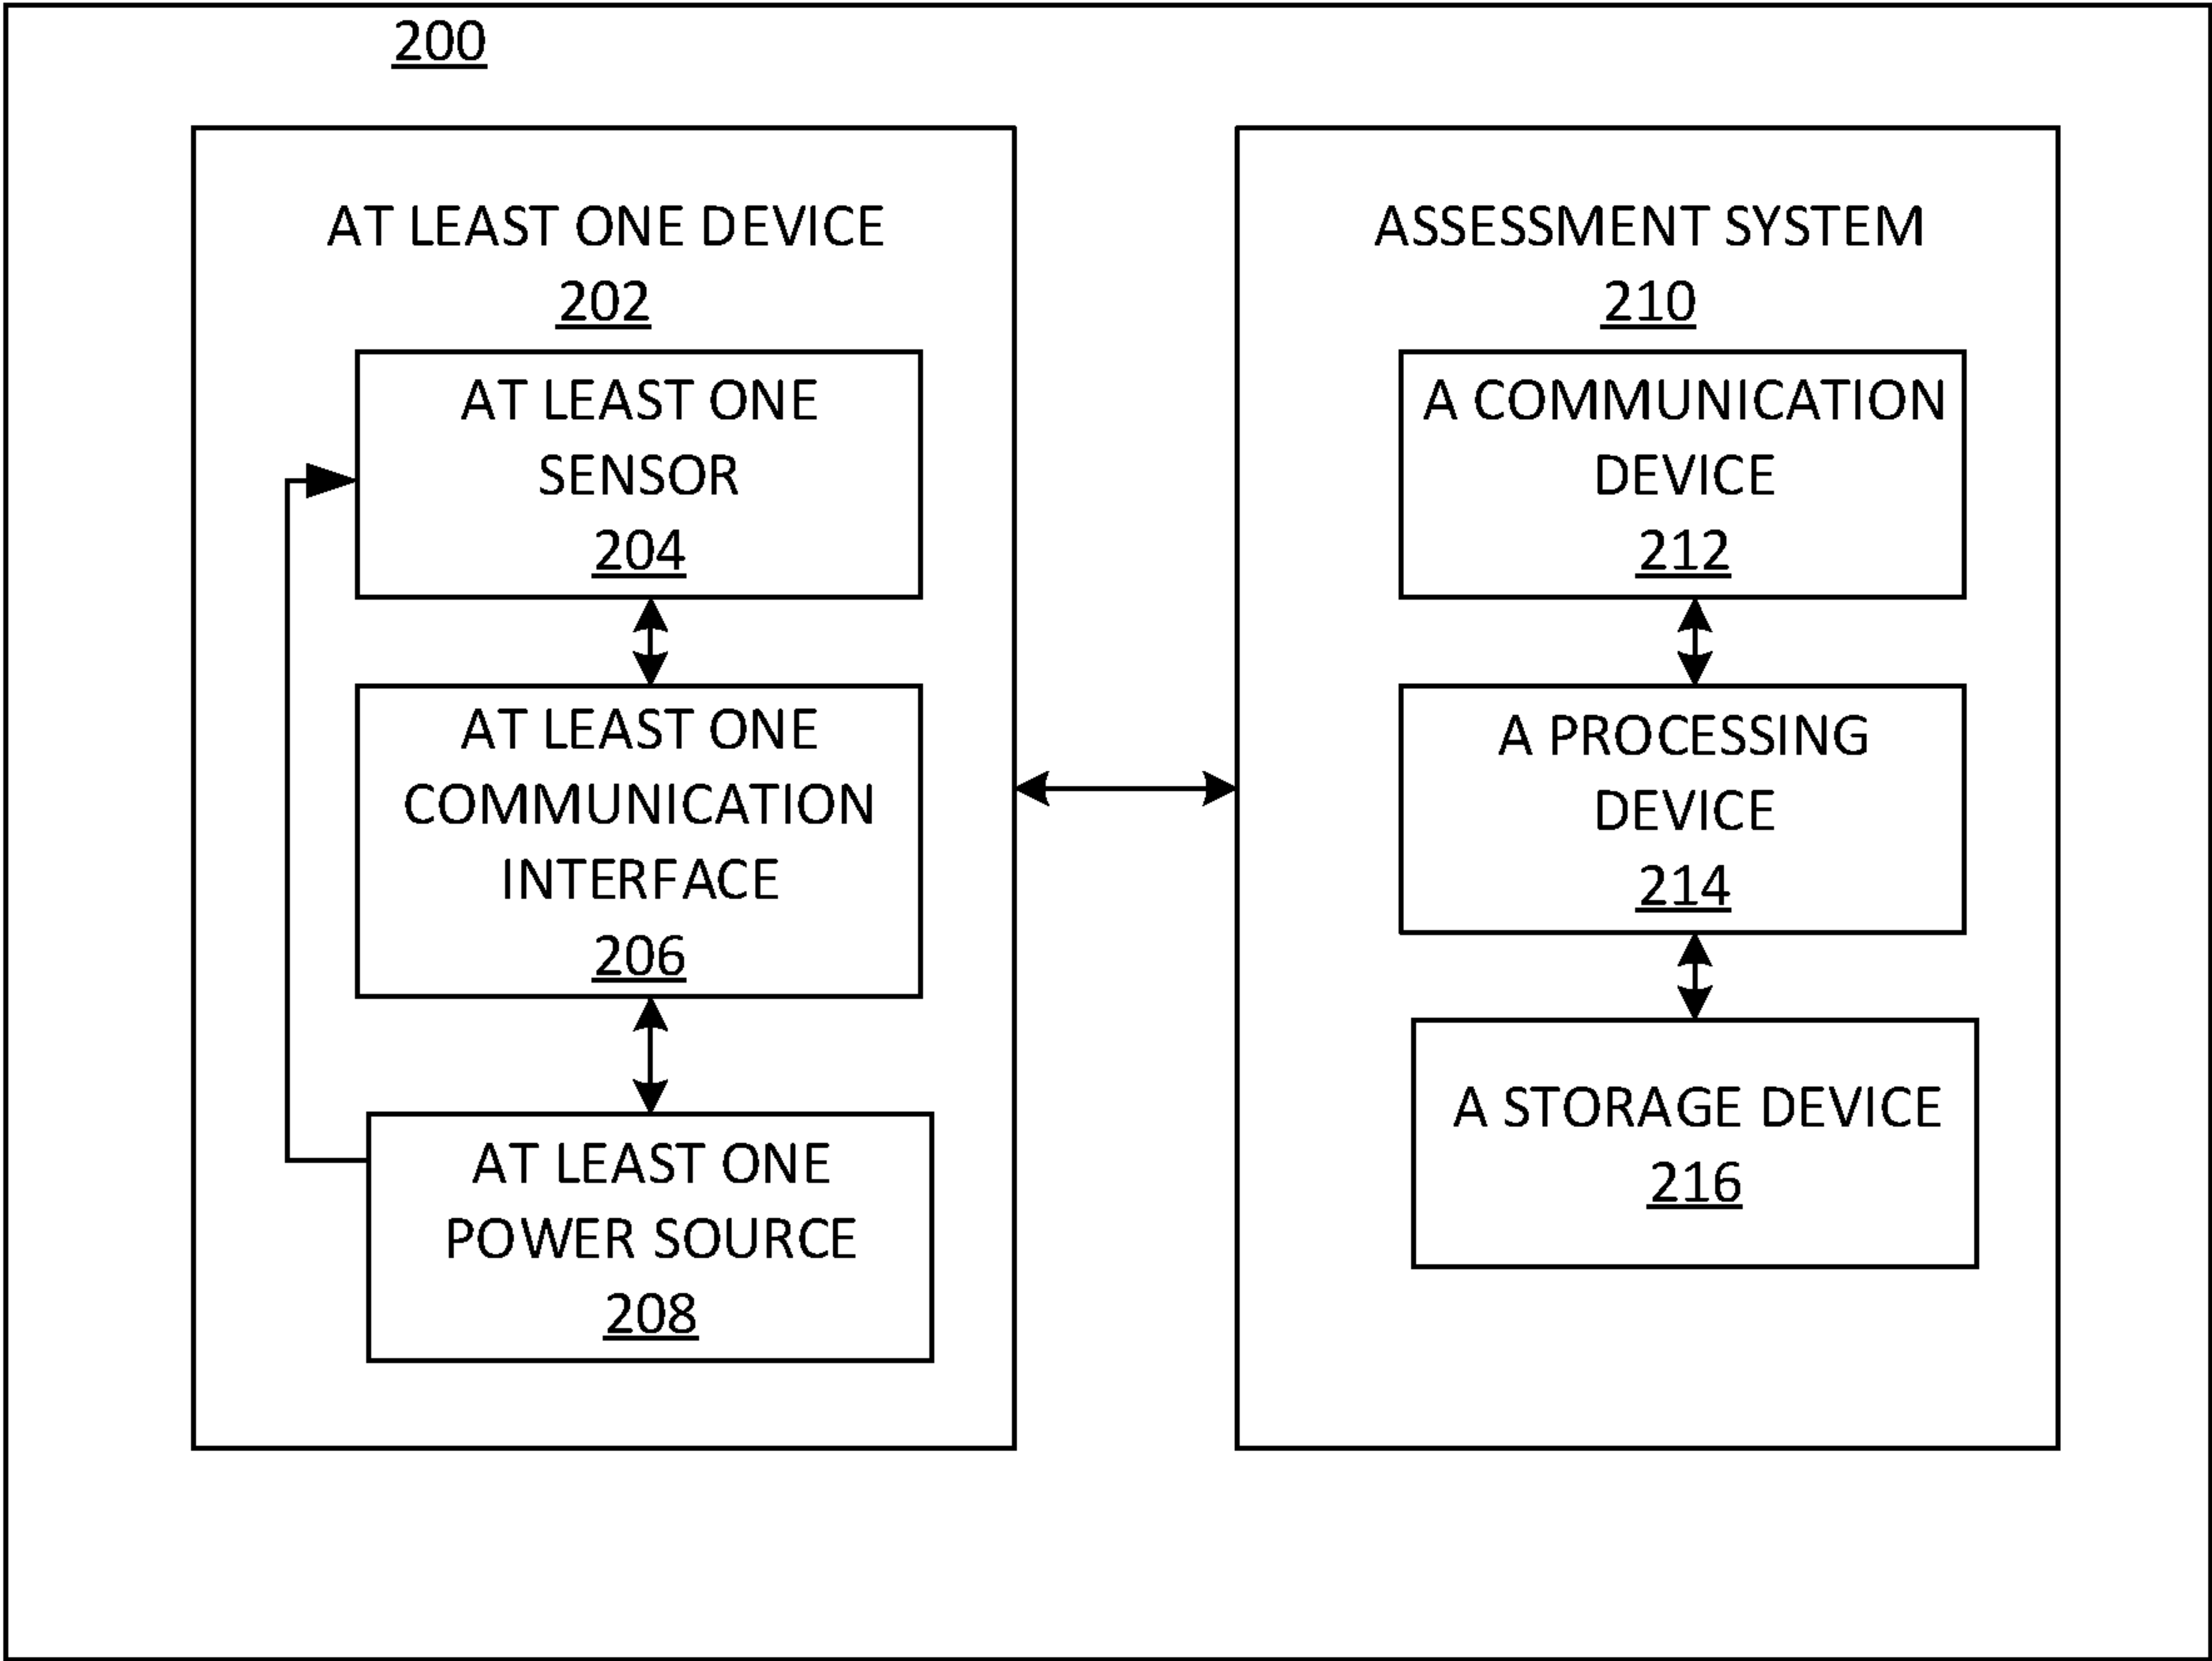 200
AT LEAST ONE DEVICE
202
AT LEAST ONE
SENSOR
204
AT LEAST ONE
COMMUNICATION
INTERFACE
206
AT LEAST ONE
POWER SOURCE
208
ASSESSMENT SYSTEM
210
A COMMUNICATION
DEVICE
212
A PROCESSING
DEVICE
214
A STORAGE DEVICE
216